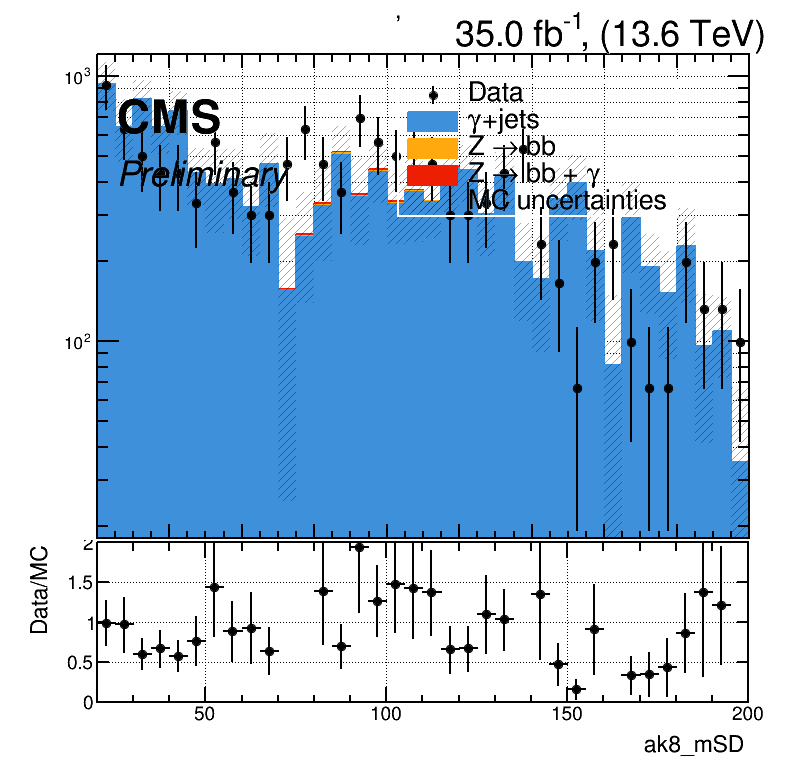 ,
35.0 fb-1, (13.6 TeV)
10³
CMS
Preliminary
Data
γ+jets
Z → bb
Z → bb + γ
MC uncertainties
10²
Data/MC
2
1.5
1
0.5
0
50
100
150
200
ak8_mSD